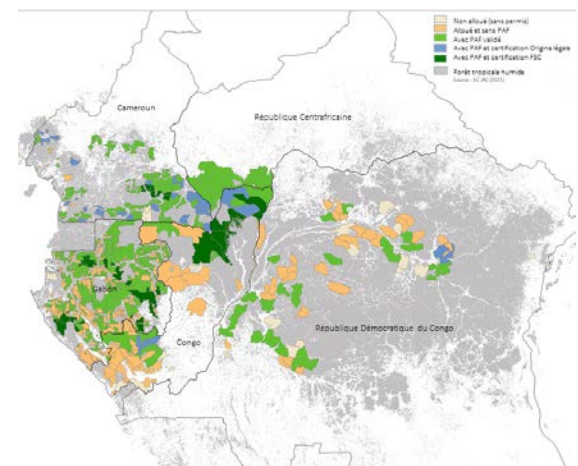 Non alloué (sans permis)
Alloué et sans PAF
Avec PAF validé
Avec PAF et certification Origine légale
Avec PAF et certification FSC
Forêt tropicale humide
Cameroun
République Centrafricaine
Gabon
Congo
République Démocratique du Congo